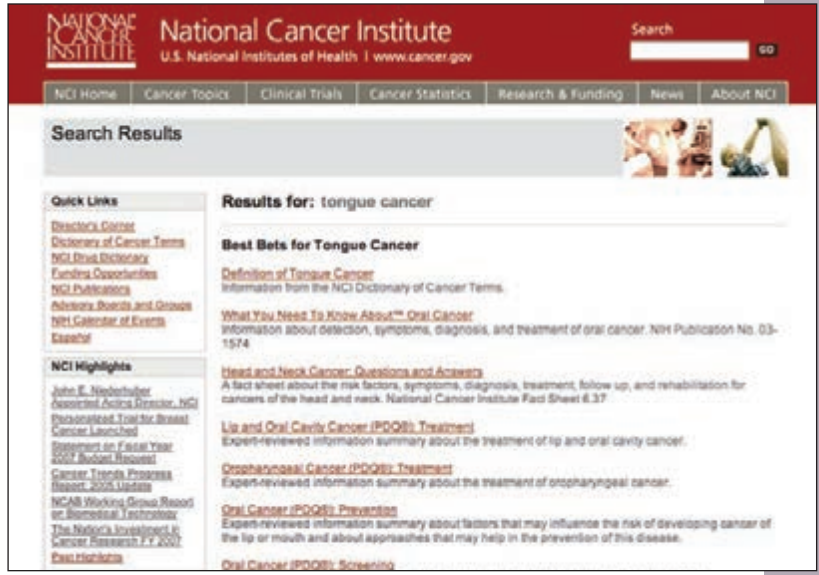 NATIONAL
CANCER
INSTITUTE
National Cancer Institute
U.S. National Institutes of Health | www.cancer.gov
Search
GO
NCI Home
Cancer Topics
Clinical Trials
Cancer Statistics
Research & Funding
News
About NCI
Search Results
Quick Links
Director's Corner
Dictionary of Cancer Terms
NCI Drug Dictionary
Funding Opportunities
NCI Publications
Advisory Boards and Groups
NIH Calendar of Events
Español
NCI Highlights
John E. Niederhuber
Appointed Acting Director, NCI
Personalized Trial for Breast
Cancer Launched
Statement on Fiscal Year
2007 Budget Request
Cancer Trends Progress
Report: 2005 Update
NCAB Working Group Report
on Biomedical Technology
The Nation's Investment in
Cancer Research FY 2007
Past Highlights
Results for: tongue cancer
Best Bets for Tongue Cancer
Definition of Tongue Cancer
Information from the NCI Dictionary of Cancer Terms.
What You Need To Know About™ Oral Cancer
Information about detection, symptoms, diagnosis, and treatment of oral cancer. NIH Publication No. 03-
1574
Head and Neck Cancer: Questions and Answers
A fact sheet about the risk factors, symptoms, diagnosis, treatment, follow up, and rehabilitation for
cancers of the head and neck. National Cancer Institute Fact Sheet 6.37
Lip and Oral Cavity Cancer (PDQ®): Treatment
Expert-reviewed information summary about the treatment of lip and oral cavity cancer.
Oropharyngeal Cancer (PDQ®): Treatment
Expert-reviewed information summary about the treatment of oropharyngeal cancer.
Oral Cancer (PDQ®): Prevention
Expert-reviewed information summary about factors that may influence the risk of developing cancer of
the lip or mouth and about approaches that may help in the prevention of this disease.
Oral Cancer (PDQ®): Screening